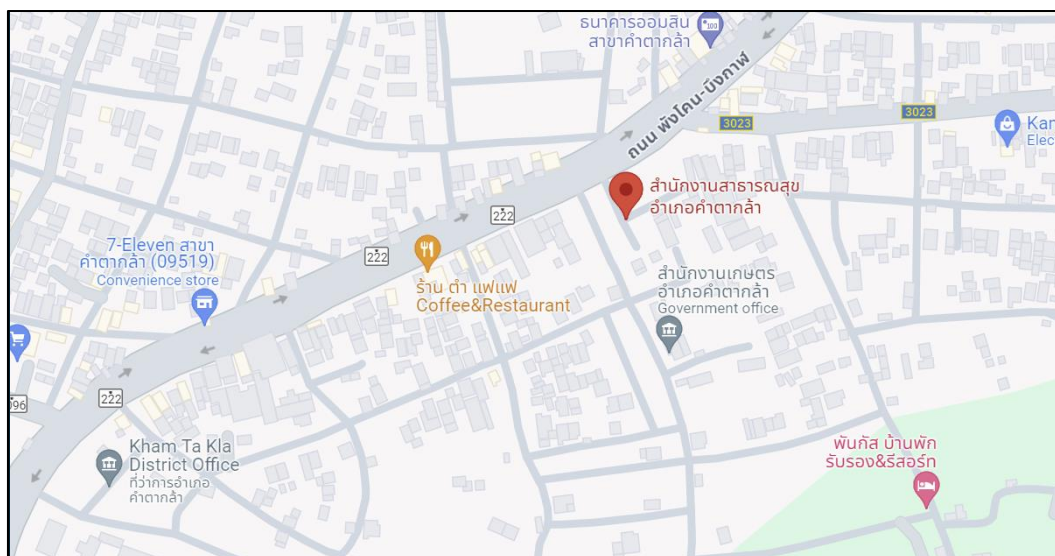 ธนาคารออมสิน
สาขาคำตากล้า
ถนน พังโคน-บึงกาฬ
3023
3023
Kan
Elec
สำนักงานสาธารณสุข
อำเภอคำตากล้า
222
7-Eleven สาขา
คำตากล้า (09519)
Convenience store
222
ร้าน ตำ แฟแฟ
Coffee&Restaurant
สำนักงานเกษตร
อำเภอคำตากล้า
Government office
222
096
Kham Ta Kla
District Office
ที่ว่าการอำเภอ
คำตากล้า
พันกัส บ้านพัก
รับรอง&รีสอร์ท